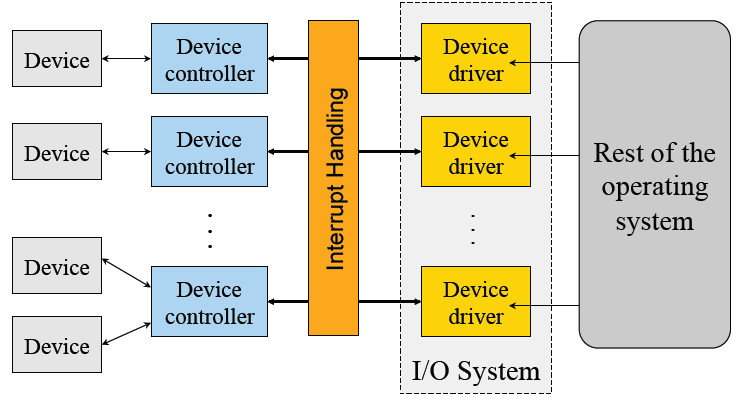 Device
Device
controller
Device
driver
Device
Device
controller
Device
driver
Interrupt Handling
Rest of the
operating
system
Device
Device
controller
Device
driver
Device
I/O System